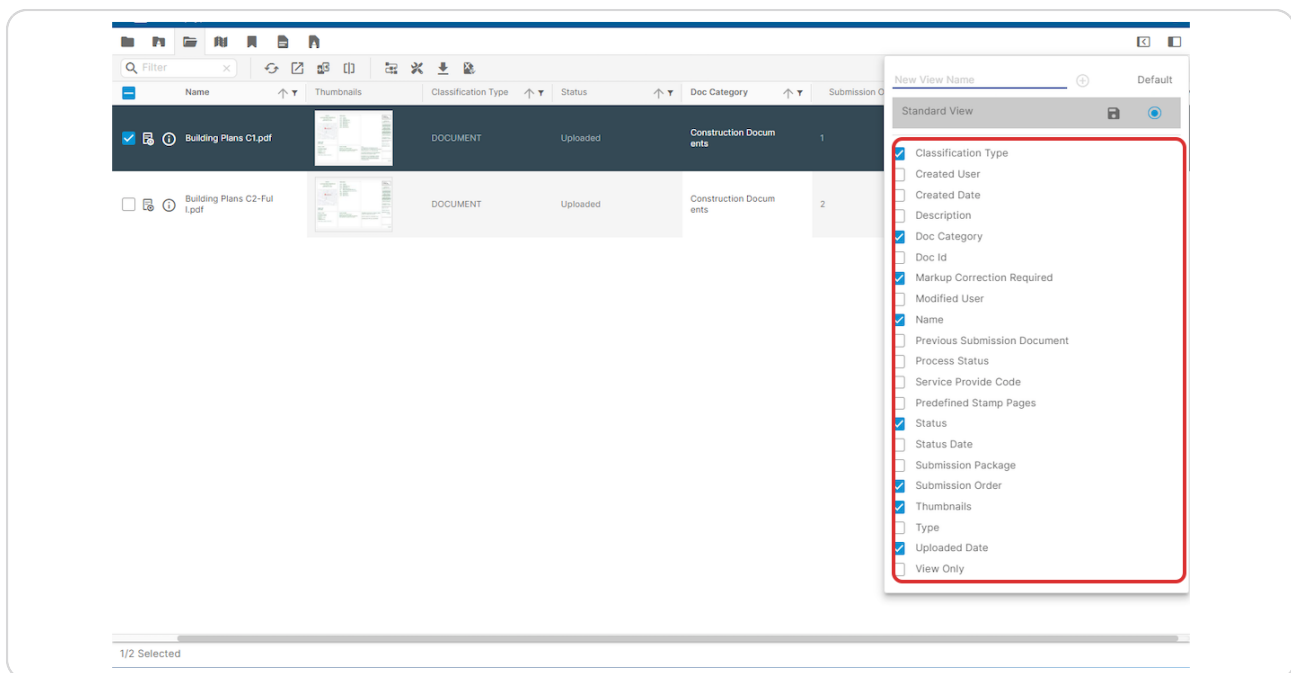 Filter
New View Name
Default
Name
Thumbnails
Classification Type
Status
Doc Category
Submission O
Standard View
Building Plans C1.pdf
DOCUMENT
Uploaded
Construction Docum
ents
1
Building Plans C2-Ful
l.pdf
DOCUMENT
Uploaded
Construction Docum
ents
2
Classification Type
Created User
Created Date
Description
Doc Category
Doc Id
Markup Correction Required
Modified User
Name
Previous Submission Document
Process Status
Service Provide Code
Predefined Stamp Pages
Status
Status Date
Submission Package
Submission Order
Thumbnails
Type
Uploaded Date
View Only
1/2 Selected